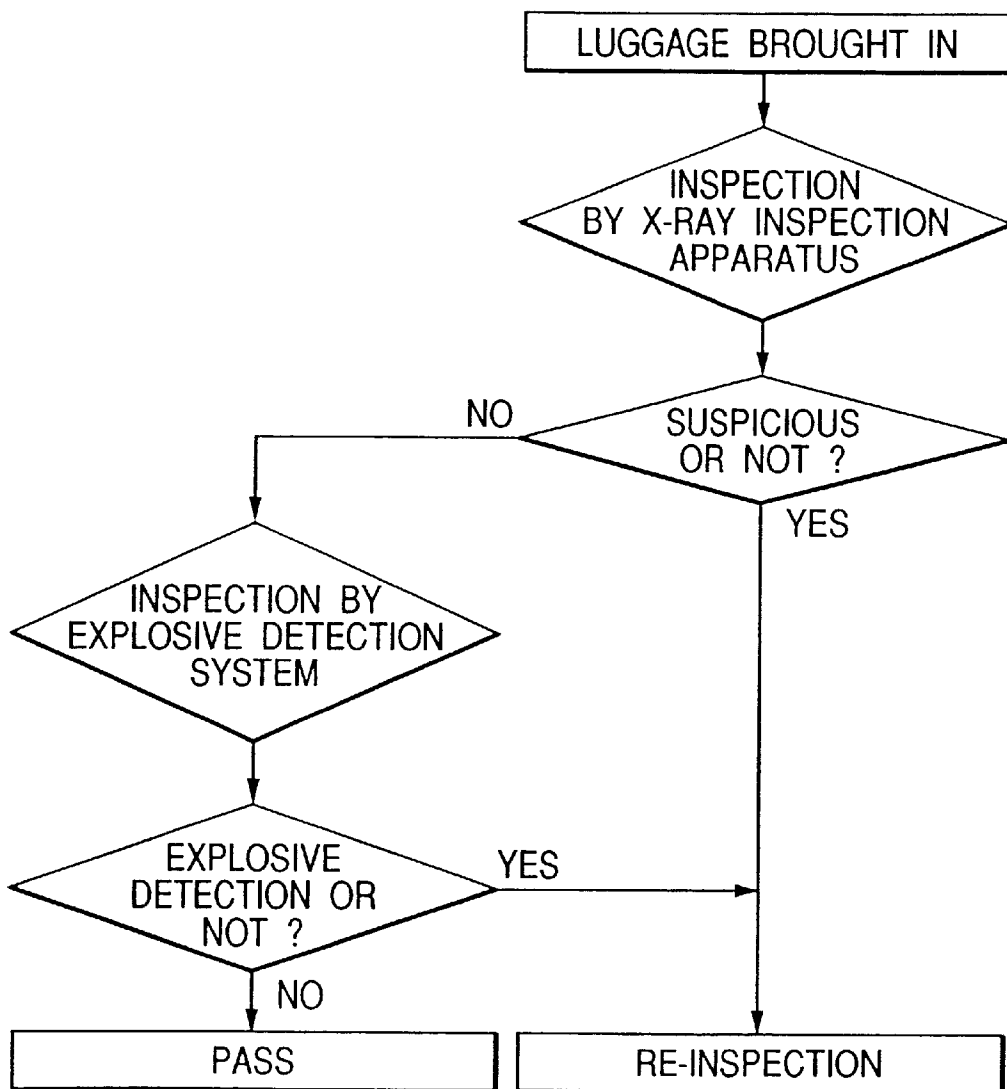 LUGGAGE BROUGHT IN
INSPECTION
BY X-RAY INSPECTION
APPARATUS
SUSPICIOUS
OR NOT ?
NO
YES
INSPECTION BY
EXPLOSIVE DETECTION
SYSTEM
EXPLOSIVE
DETECTION OR
NOT ?
YES
NO
PASS
RE-INSPECTION